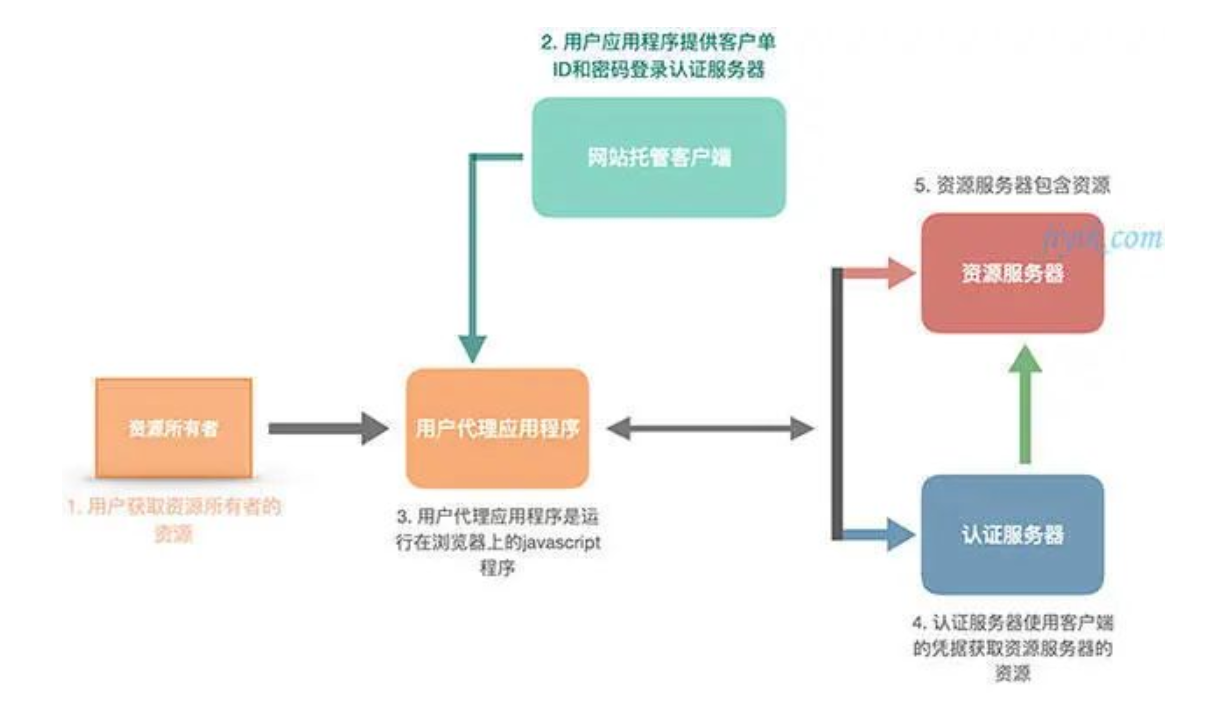 2. 用户应用程序提供客户单
ID和密码登录认证服务器
网站托管客户端
5. 资源服务器包含资源
资源服务器
资源所有者
1. 用户获取资源所有者的
资源
用户代理应用程序
3. 用户代理应用程序是运
行在浏览器上的javascript
程序
认证服务器
4. 认证服务器使用客户端
的凭据获取资源服务器的
资源